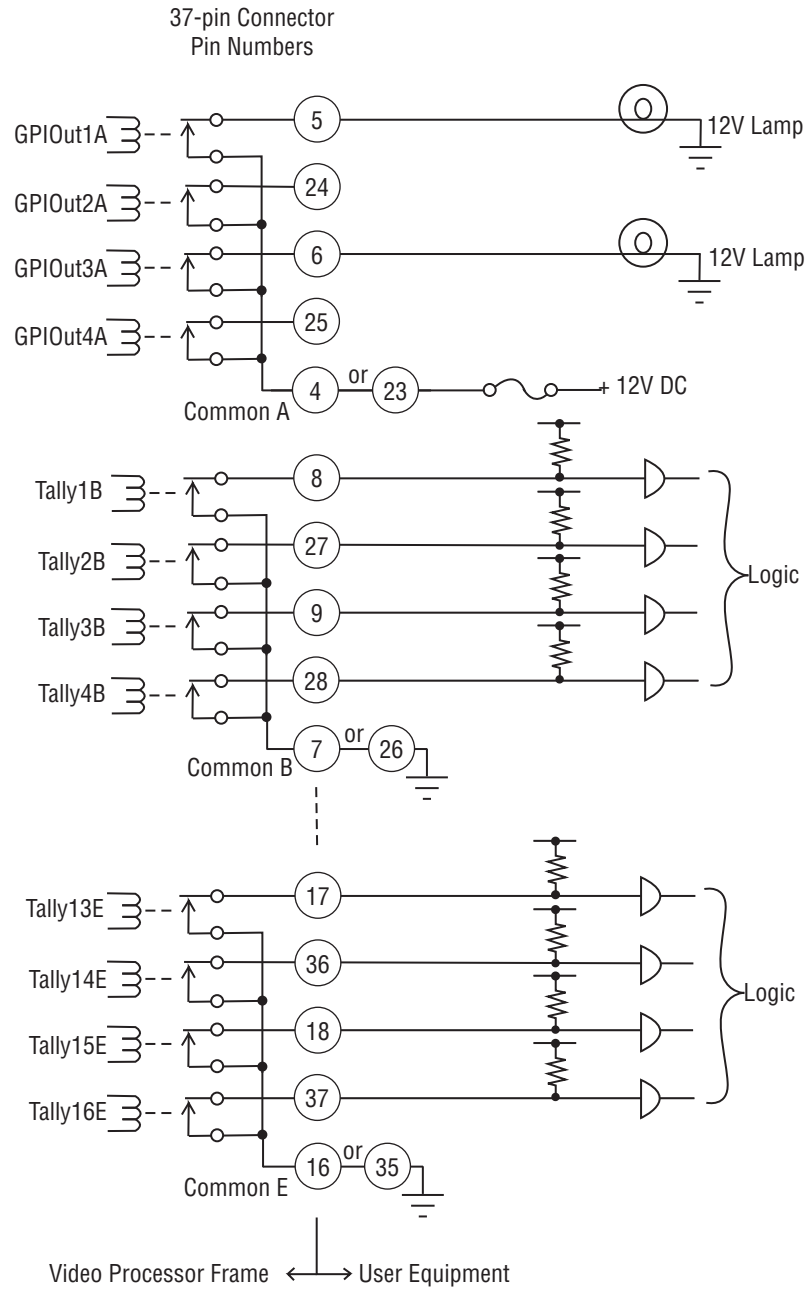 37-pin Connector
Pin Numbers
GPIOut1A 5 12V Lamp
GPIOut2A 24
GPIOut3A 6 12V Lamp
GPIOut4A 25
Common A 4 or 23 + 12V DC
Tally1B 8
Tally2B 27
Logic
Tally3B 9
Tally4B 28
Common B 7 or 26
Tally13E 17
Tally14E 36
Logic
Tally15E 18
Tally16E 37
Common E 16 or 35
Video Processor Frame User Equipment